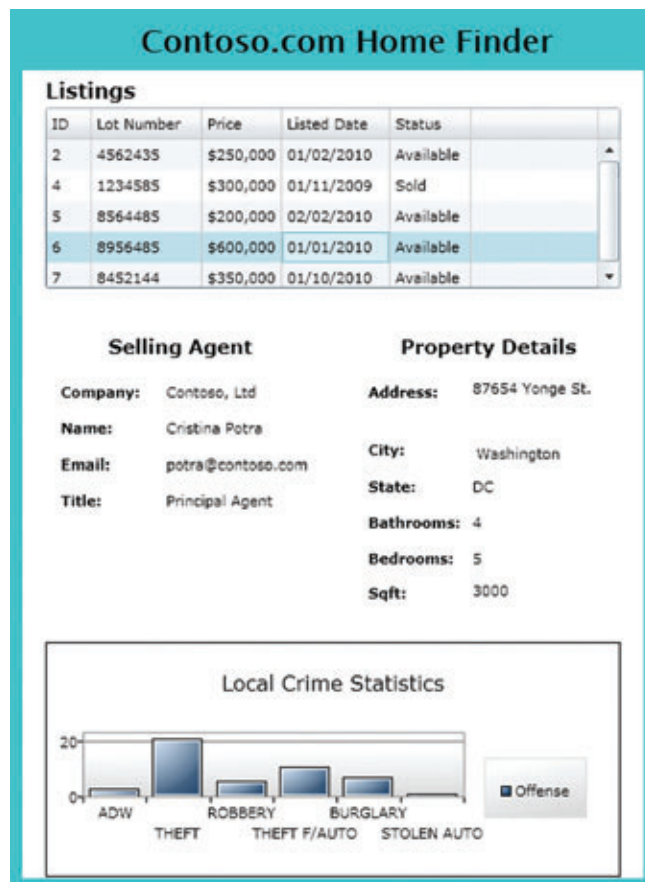 Contoso.com Home Finder
Listings
ID Lot Number Price Listed Date Status
2 4562435 $250,000 01/02/2010 Available
4 1234585 $300,000 01/11/2009 Sold
5 8564485 $200,000 02/02/2010 Available
6 8956485 $600,000 01/01/2010 Available
7 8452144 $350,000 01/10/2010 Available
Selling Agent
Company: Contoso, Ltd
Name: Cristina Potra
Email: potra@contoso.com
Title: Principal Agent
Property Details
Address: 87654 Yonge St.
City: Washington
State: DC
Bathrooms: 4
Bedrooms: 5
Sqft: 3000
Local Crime Statistics
20
0
ADW ROBBERY BURGLARY
THEFT THEFT F/AUTO STOLEN AUTO
Offense